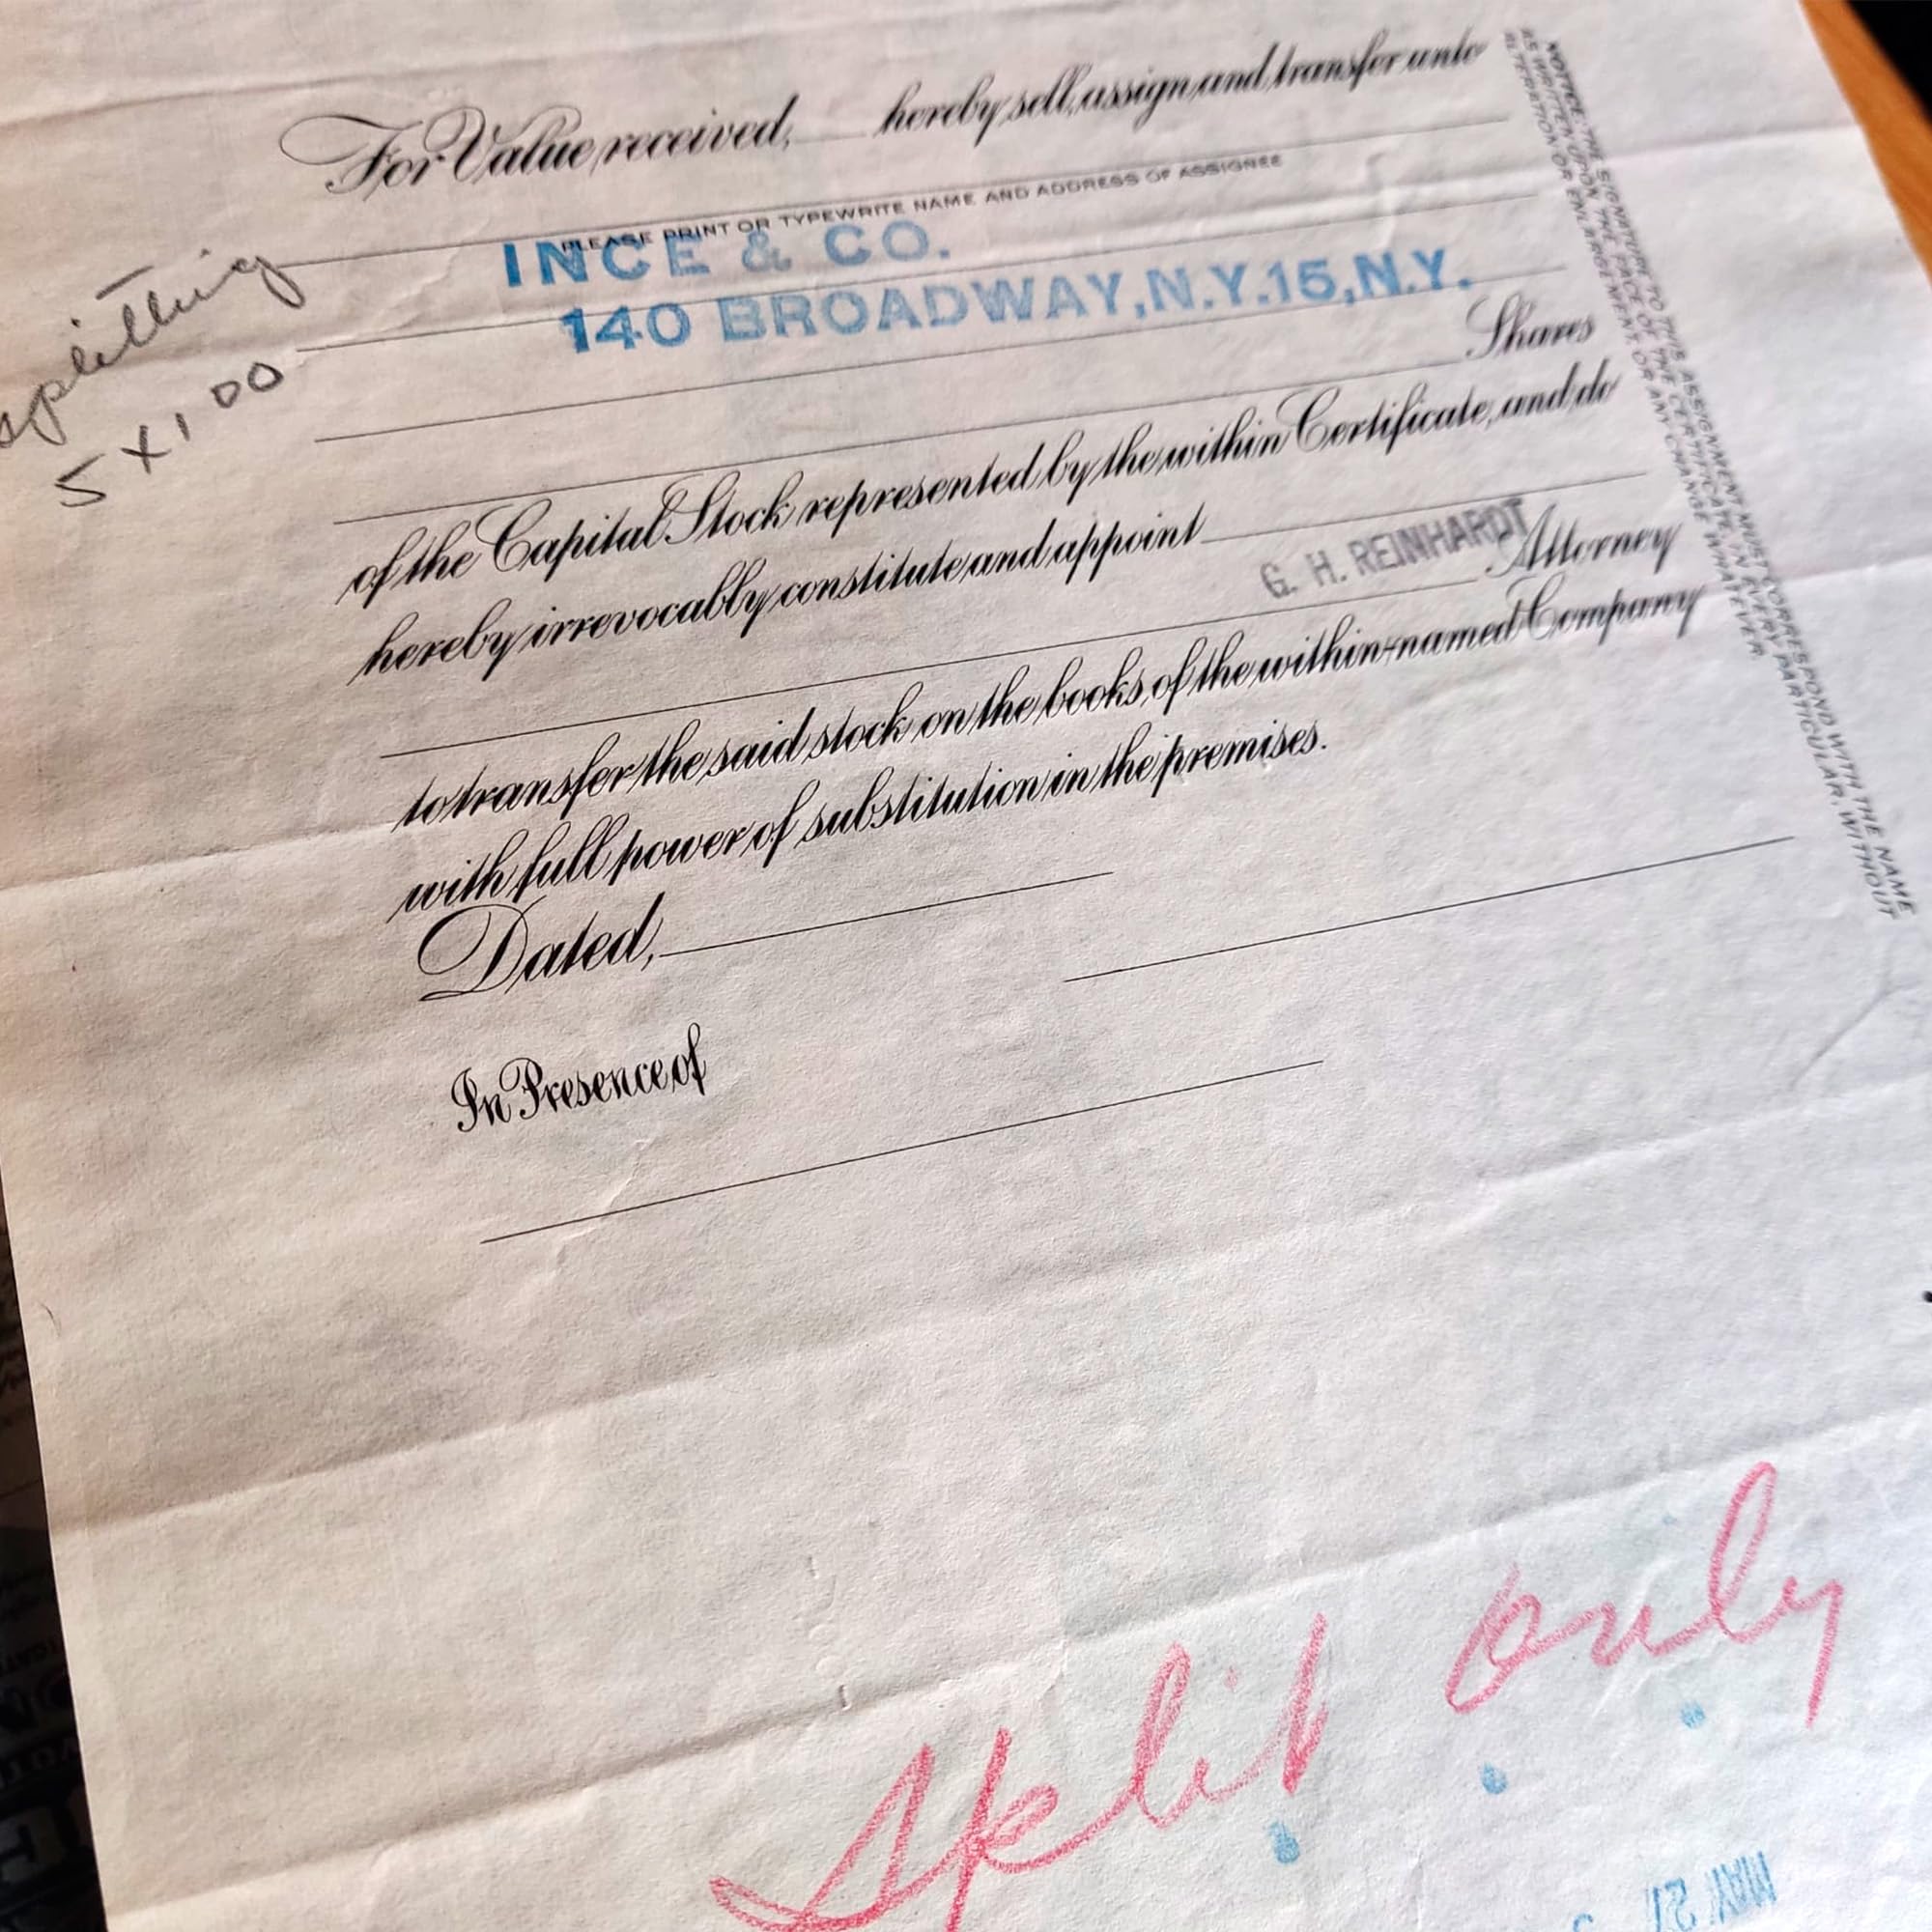 For Value received, hereby sell, assign and transfer unto
PLEASE PRINT OR TYPEWRITE NAME AND ADDRESS OF ASSIGNEE
INCE & CO.
140 BROADWAY, N.Y. 15, N.Y.
splitting
5 X 100
Shares
of the Capital Stock represented by the within Certificate, and do
hereby irrevocably constitute and appoint
G. H. REINHARDT
Attorney
to transfer the said stock on the books of the within-named Company
with full power of substitution in the premises.
Dated,
In Presence of
NOTICE: THE SIGNATURE TO THIS ASSIGNMENT MUST CORRESPOND WITH THE NAME
AS WRITTEN UPON THE FACE OF THE CERTIFICATE, IN EVERY PARTICULAR, WITHOUT
ALTERATION OR ENLARGEMENT, OR ANY CHANGE WHATEVER.
Split only
MAY 21